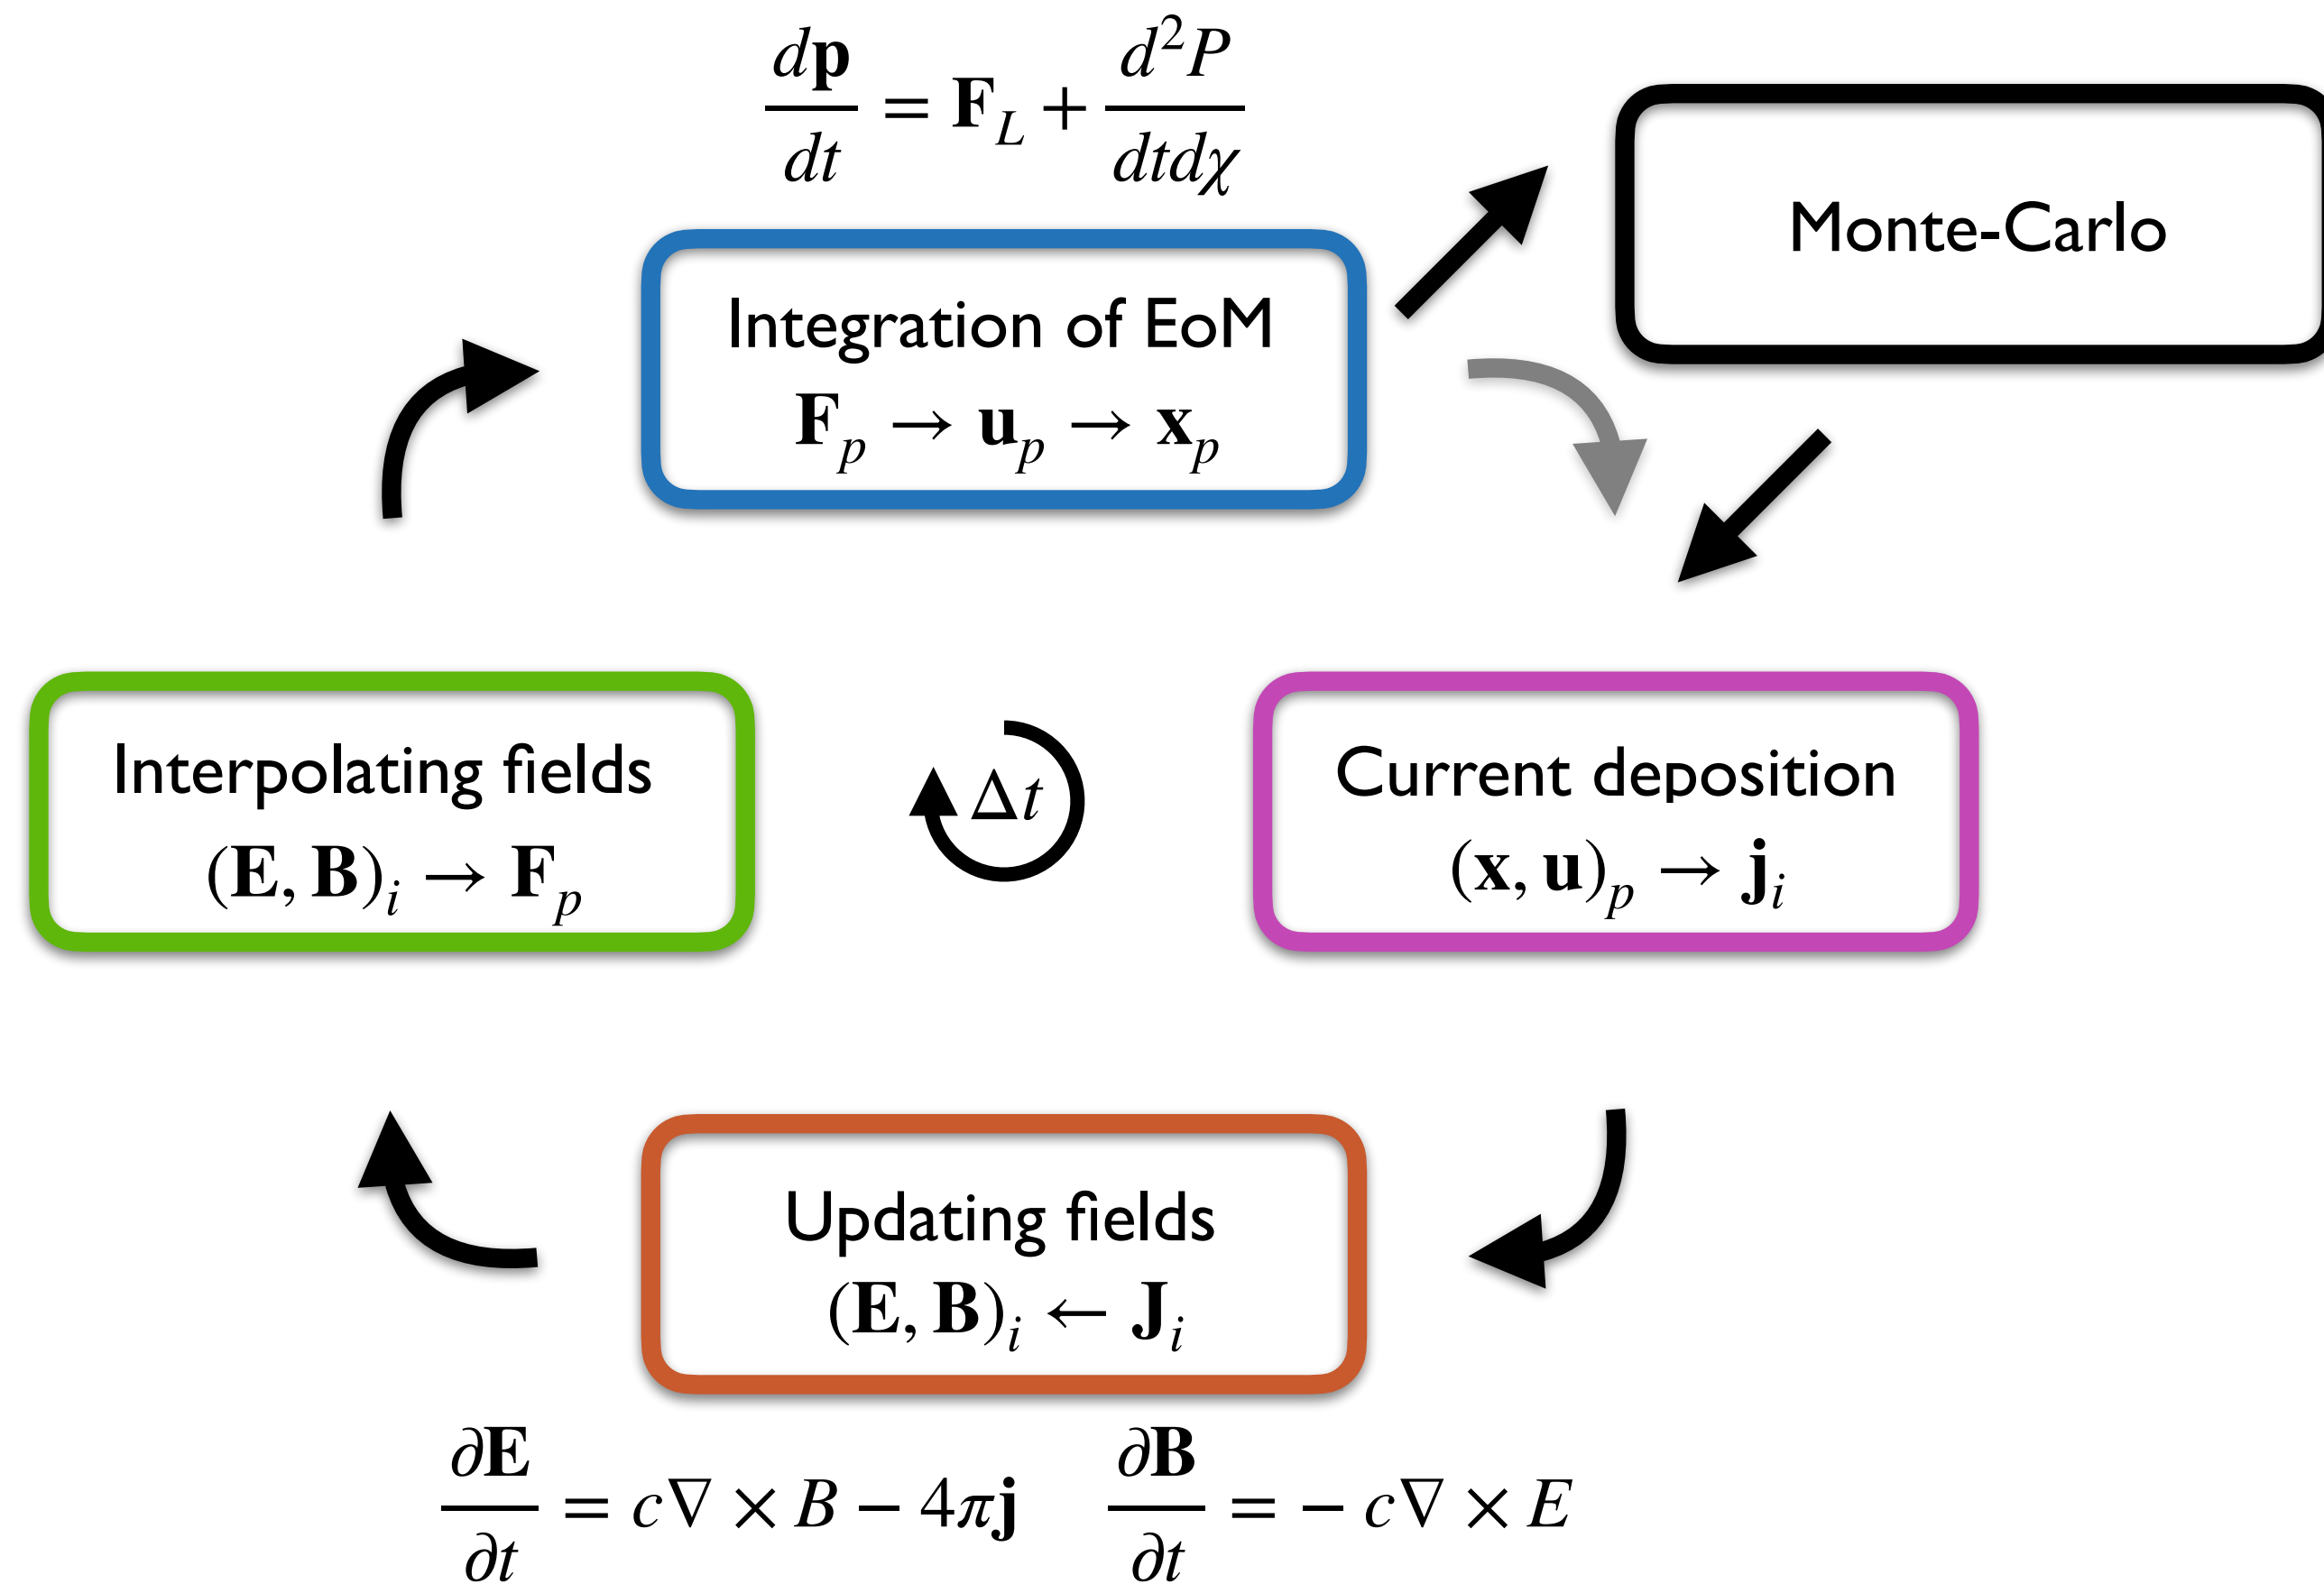 d𝐩/dt = 𝐅_L + d²P/dtdχ
Monte-Carlo
Integration of EoM
𝐅_p → 𝐮_p → 𝐱_p
Interpolating fields
(𝐄, 𝐁)_i → 𝐅_p
Δt
Current deposition
(𝐱, 𝐮)_p → 𝐣_i
Updating fields
(𝐄, 𝐁)_i ← 𝐉_i
∂𝐄/∂t = c∇ × B − 4π𝐣
∂𝐁/∂t = − c∇ × E